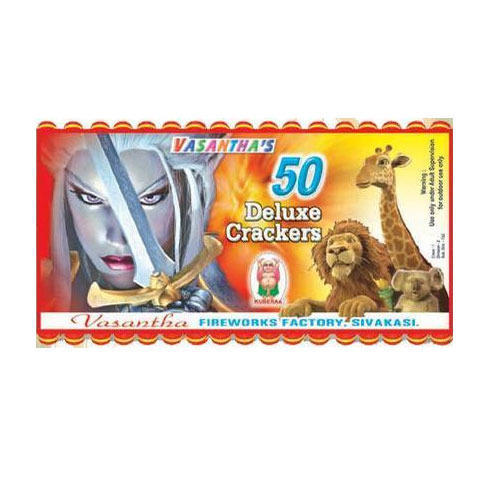 VASANTHA'S
50
Deluxe
Crackers
KUBERAA
Warning :
Use only under Adult Supervision
for outdoor use only.
Vasantha FIREWORKS FACTORY, SIVAKASI.